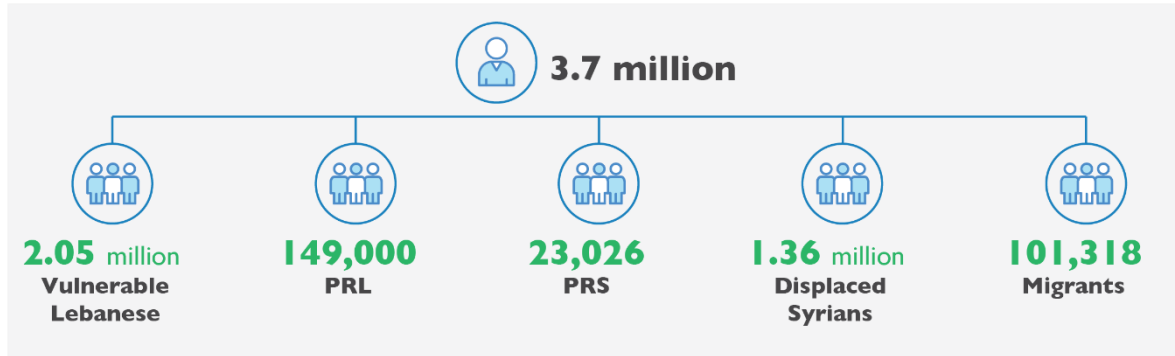 3.7 million
2.05 million
Vulnerable
Lebanese
149,000
PRL
23,026
PRS
1.36 million
Displaced
Syrians
101,318
Migrants